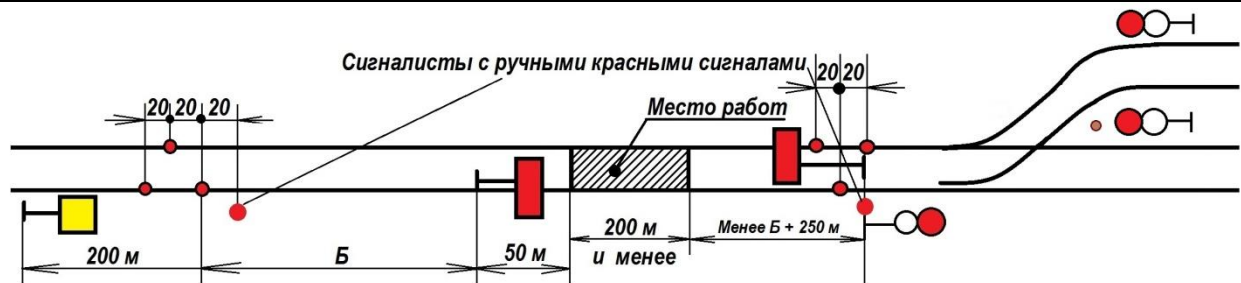 Сигналисты с ручными красными сигналами
20 20
20 20 20
Место работ
200 м
Б
50 м
200 м
и менее
Менее Б + 250 м